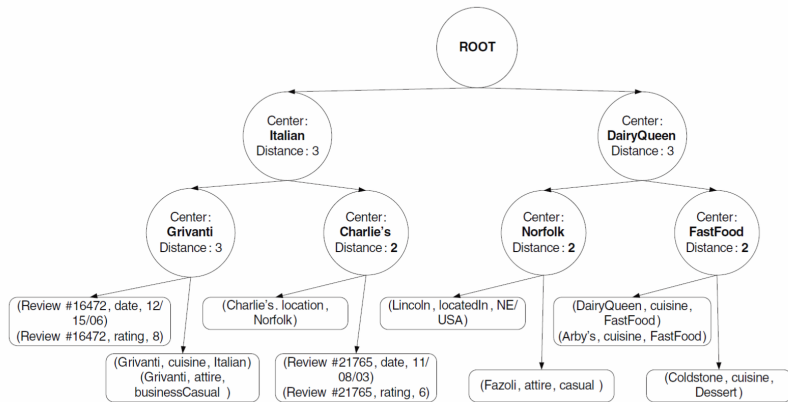 ROOT
Center:
Italian
Distance: 3
Center:
DairyQueen
Distance: 3
Center:
Grivanti
Distance: 3
Center:
Charlie's
Distance: 2
Center:
Norfolk
Distance: 2
Center:
FastFood
Distance: 2
(Review #16472, date, 12/
15/06)
(Review #16472, rating, 8)
(Charlie's. location,
Norfolk)
(Lincoln, locatedIn, NE/
USA)
(DairyQueen, cuisine,
FastFood)
(Arby's, cuisine, FastFood)
(Grivanti, cuisine, Italian)
(Grivanti, attire,
businessCasual )
(Review #21765, date, 11/
08/03)
(Review #21765, rating, 6)
(Fazoli, attire, casual )
(Coldstone, cuisine,
Dessert)